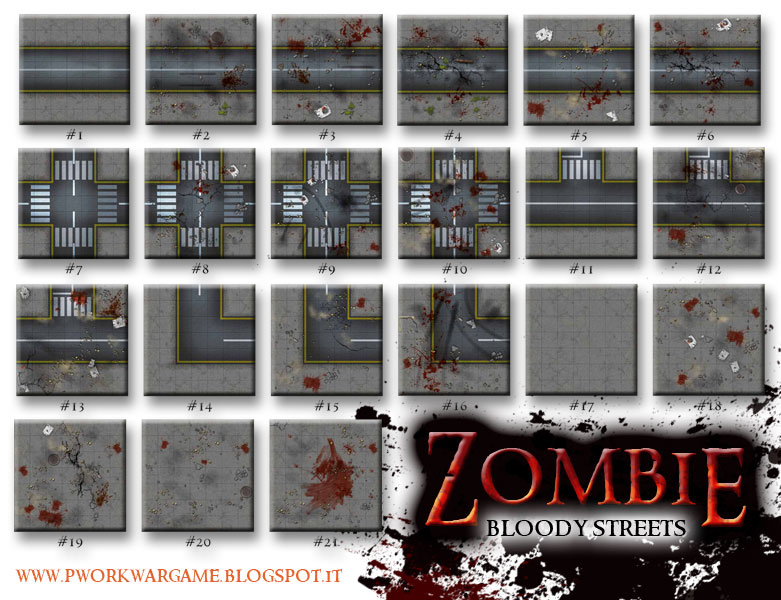 #1 #2 #3 #4 #5 #6
#7 #8 #9 #10 #11 #12
#13 #14 #15 #16 #17 #18
#19 #20 #21
ZOMBIE
BLOODY STREETS
WWW.PWORKWARGAME.BLOGSPOT.IT